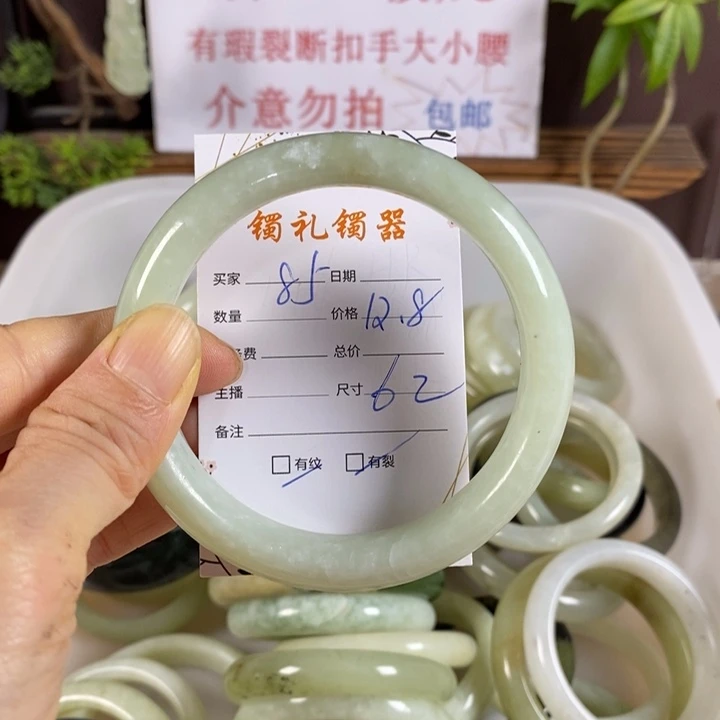 有瑕裂断扣手大小腰
介意勿拍 包邮
镯礼镯器
买家 85 日期
数量 价格 12.8
费 总价
主播 尺寸 62
备注
有纹 有裂